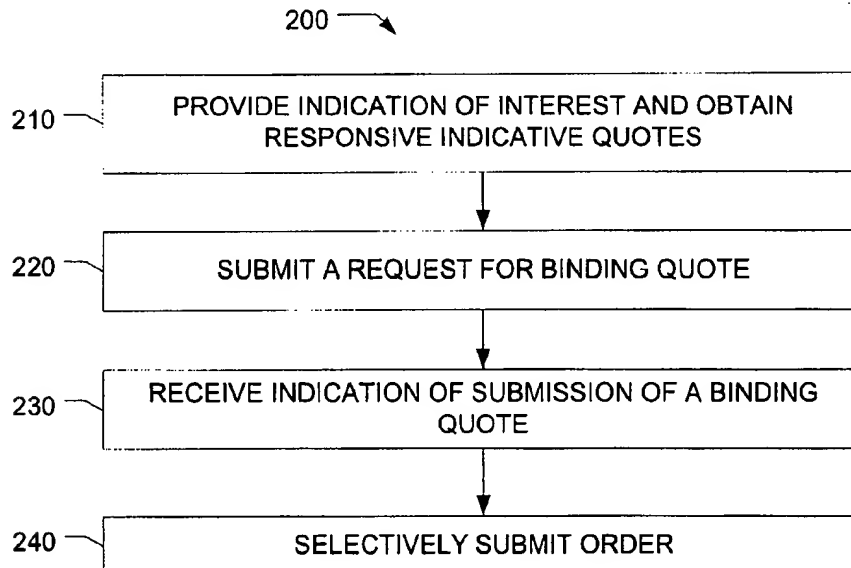 200
210
PROVIDE INDICATION OF INTEREST AND OBTAIN
RESPONSIVE INDICATIVE QUOTES
220
SUBMIT A REQUEST FOR BINDING QUOTE
230
RECEIVE INDICATION OF SUBMISSION OF A BINDING
QUOTE
240
SELECTIVELY SUBMIT ORDER